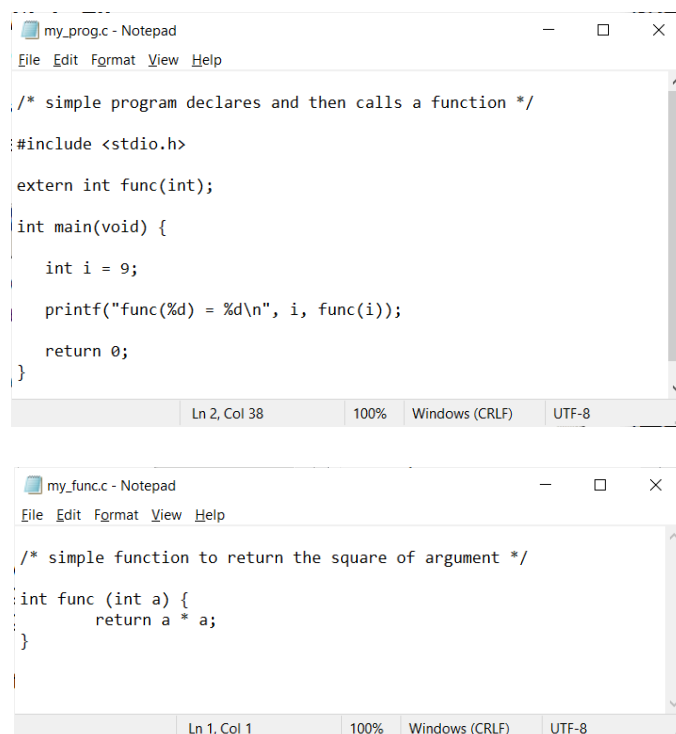 my_prog.c - Notepad
File Edit Format View Help
/* simple program declares and then calls a function */
#include <stdio.h>
extern int func(int);
int main(void) {
int i = 9;
printf("func(%d) = %d\n", i, func(i));
return 0;
}
Ln 2, Col 38 100% Windows (CRLF) UTF-8
my_func.c - Notepad
File Edit Format View Help
/* simple function to return the square of argument */
int func (int a) {
return a * a;
}
Ln 1, Col 1 100% Windows (CRLF) UTF-8